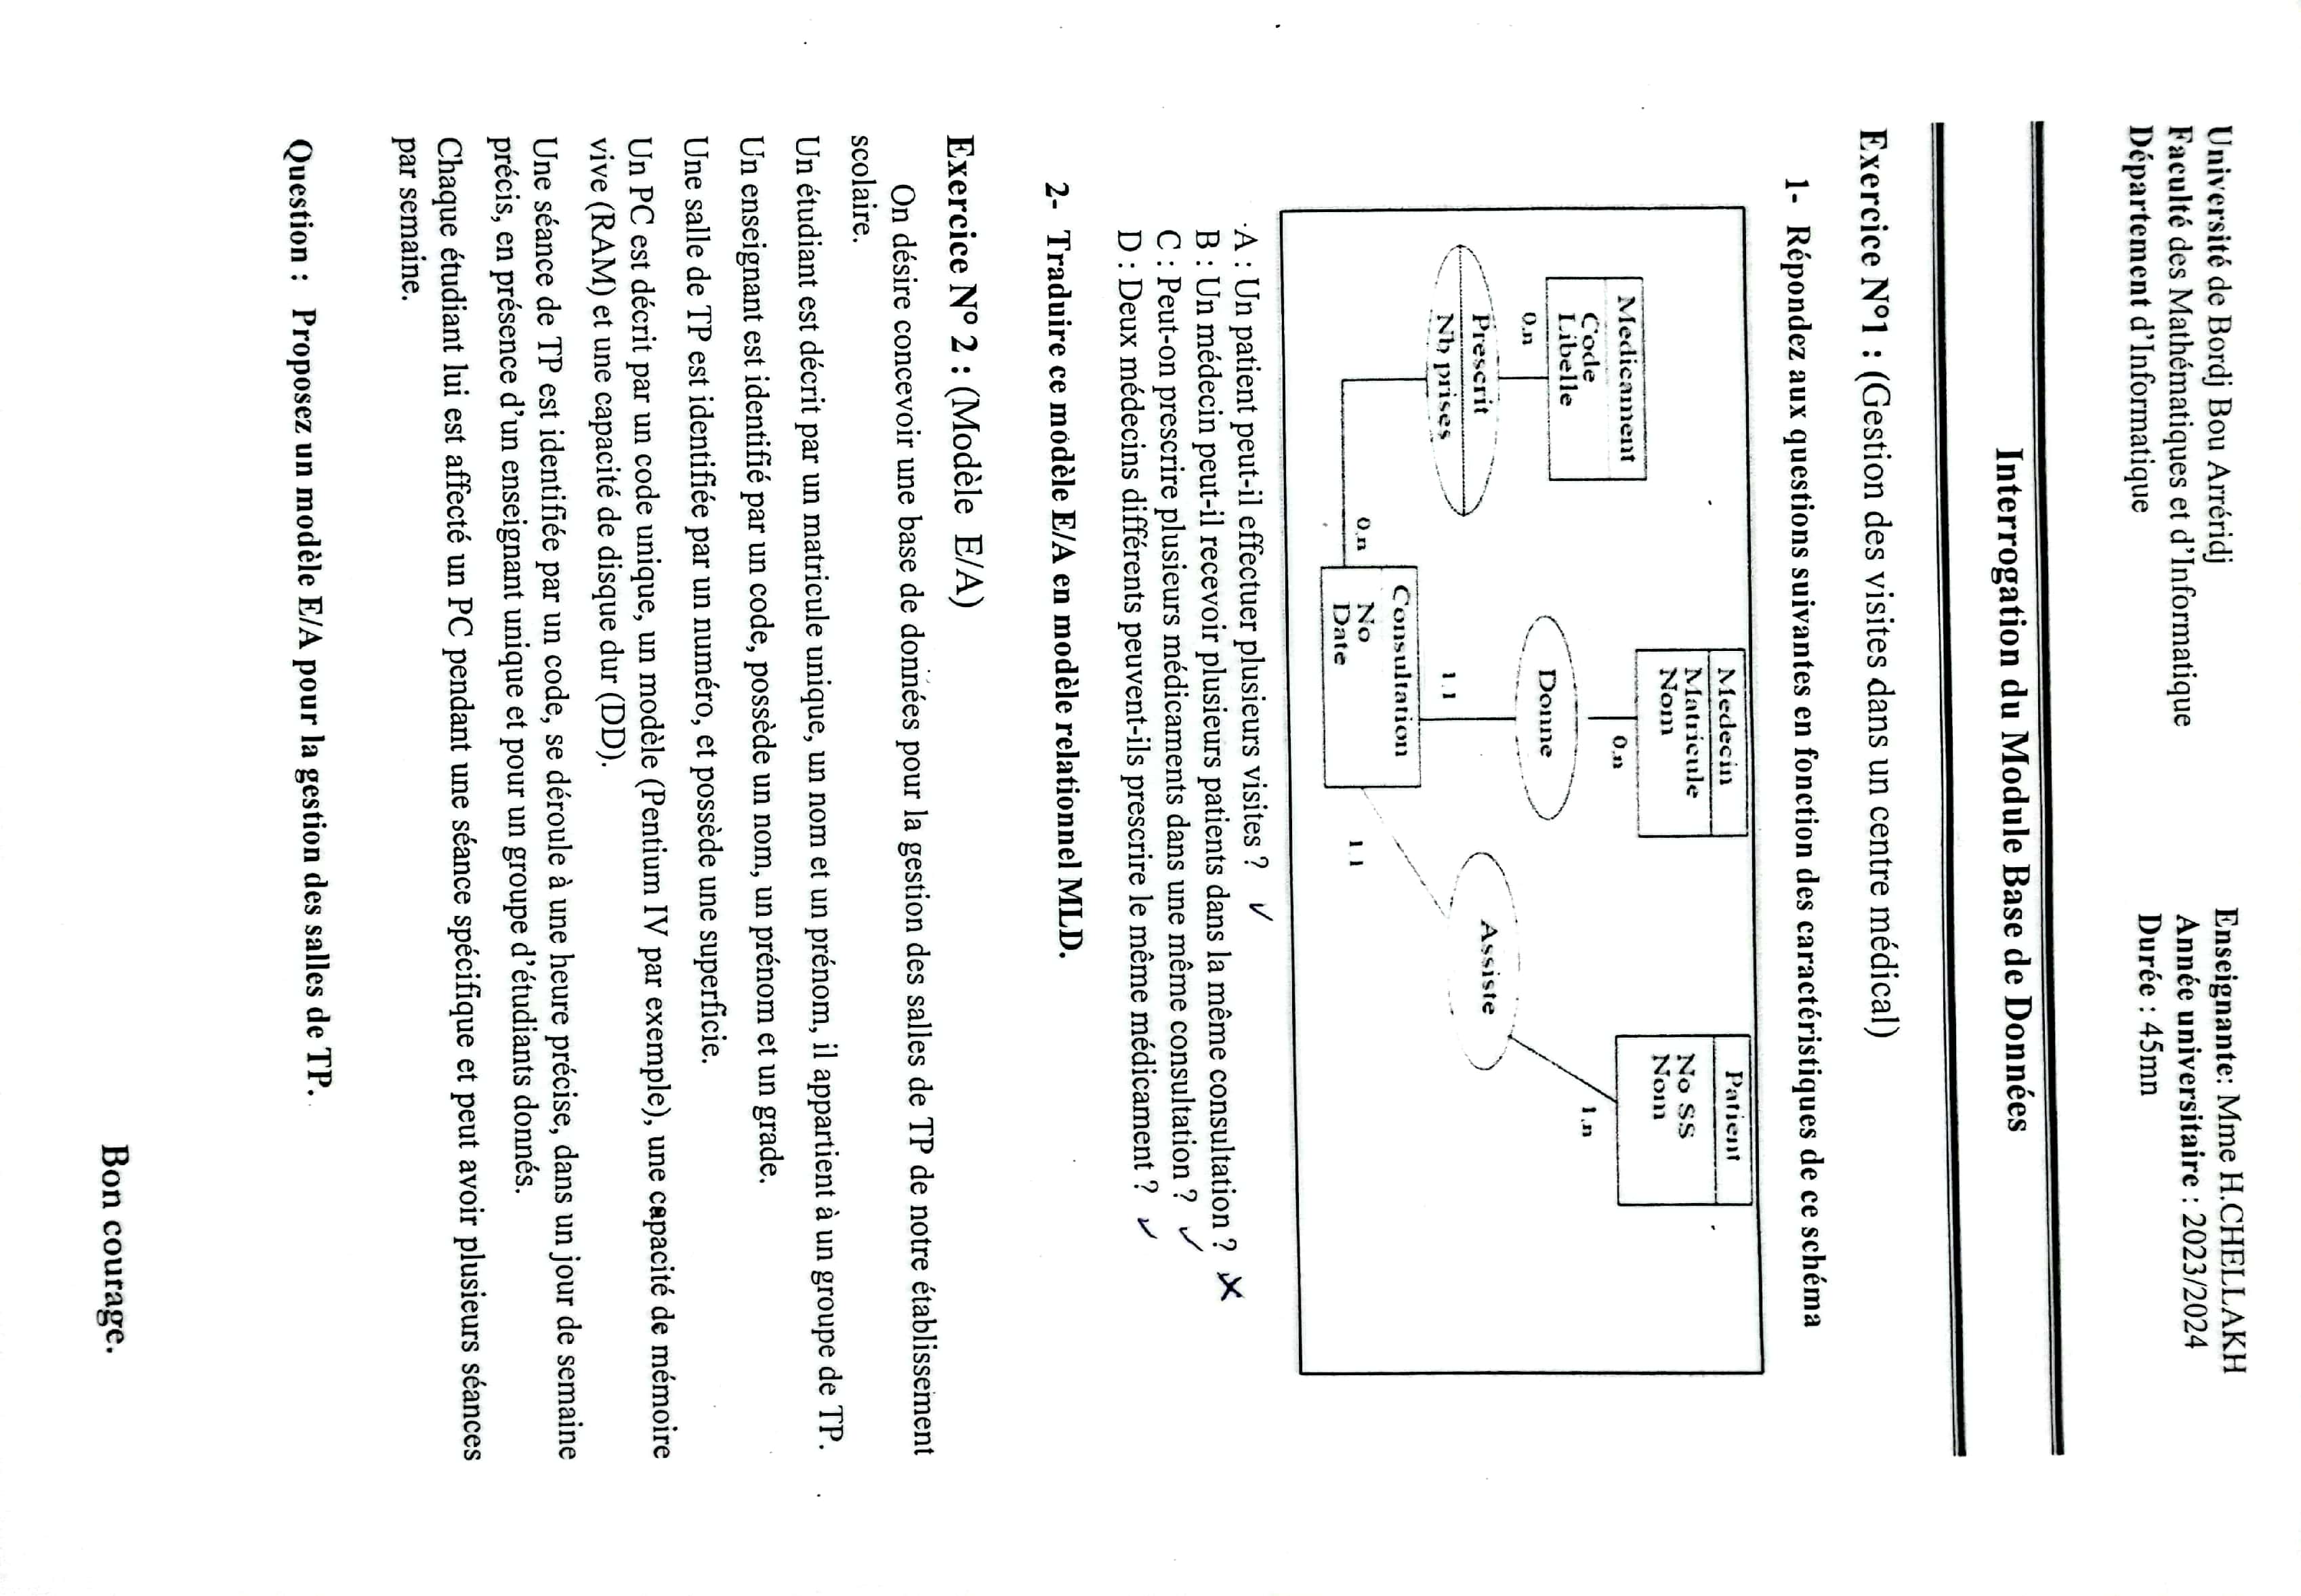 Université de Bordj Bou Arréridj
Faculté des Mathématiques et d'Informatique
Département d'Informatique
Enseignante: Mme H.CHELLAKH
Année universitaire : 2023/2024
Durée : 45mn
Interrogation du Module Base de Données
Exercice N°1 : (Gestion des visites dans un centre médical)
1- Répondez aux questions suivantes en fonction des caractéristiques de ce schéma
Medicament
Code
Libelle
0.n
Prescrit
Nb prises
0.n
Medecin
Matricule
Nom
0.n
Donne
1.1
Consultation
No
Date
1.1
Assiste
Patient
No SS
Nom
1.n
A : Un patient peut-il effectuer plusieurs visites ? ✓
B : Un médecin peut-il recevoir plusieurs patients dans la même consultation ? ✗
C : Peut-on prescrire plusieurs médicaments dans une même consultation ? ✓
D : Deux médecins différents peuvent-ils prescrire le même médicament ? ✓
2- Traduire ce modèle E/A en modèle relationnel MLD.
Exercice N° 2 : (Modèle E/A)
On désire concevoir une base de données pour la gestion des salles de TP de notre établissement
scolaire.
Un étudiant est décrit par un matricule unique, un nom et un prénom, il appartient à un groupe de TP.
Un enseignant est identifié par un code, possède un nom, un prénom et un grade.
Une salle de TP est identifiée par un numéro, et possède une superficie.
Un PC est décrit par un code unique, un modèle (Pentium IV par exemple), une capacité de mémoire
vive (RAM) et une capacité de disque dur (DD).
Une séance de TP est identifiée par un code, se déroule à une heure précise, dans un jour de semaine
précis, en présence d'un enseignant unique et pour un groupe d'étudiants donnés.
Chaque étudiant lui est affecté un PC pendant une séance spécifique et peut avoir plusieurs séances
par semaine.
Question : Proposez un modèle E/A pour la gestion des salles de TP.
Bon courage.